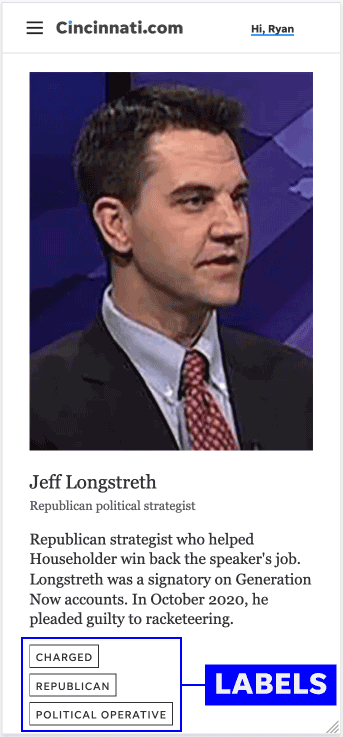 Cincinnati.com
Hi, Ryan
Jeff Longstreth
Republican political strategist
Republican strategist who helped
Householder win back the speaker's job.
Longstreth was a signatory on Generation
Now accounts. In October 2020, he
pleaded guilty to racketeering.
CHARGED
REPUBLICAN
POLITICAL OPERATIVE
LABELS